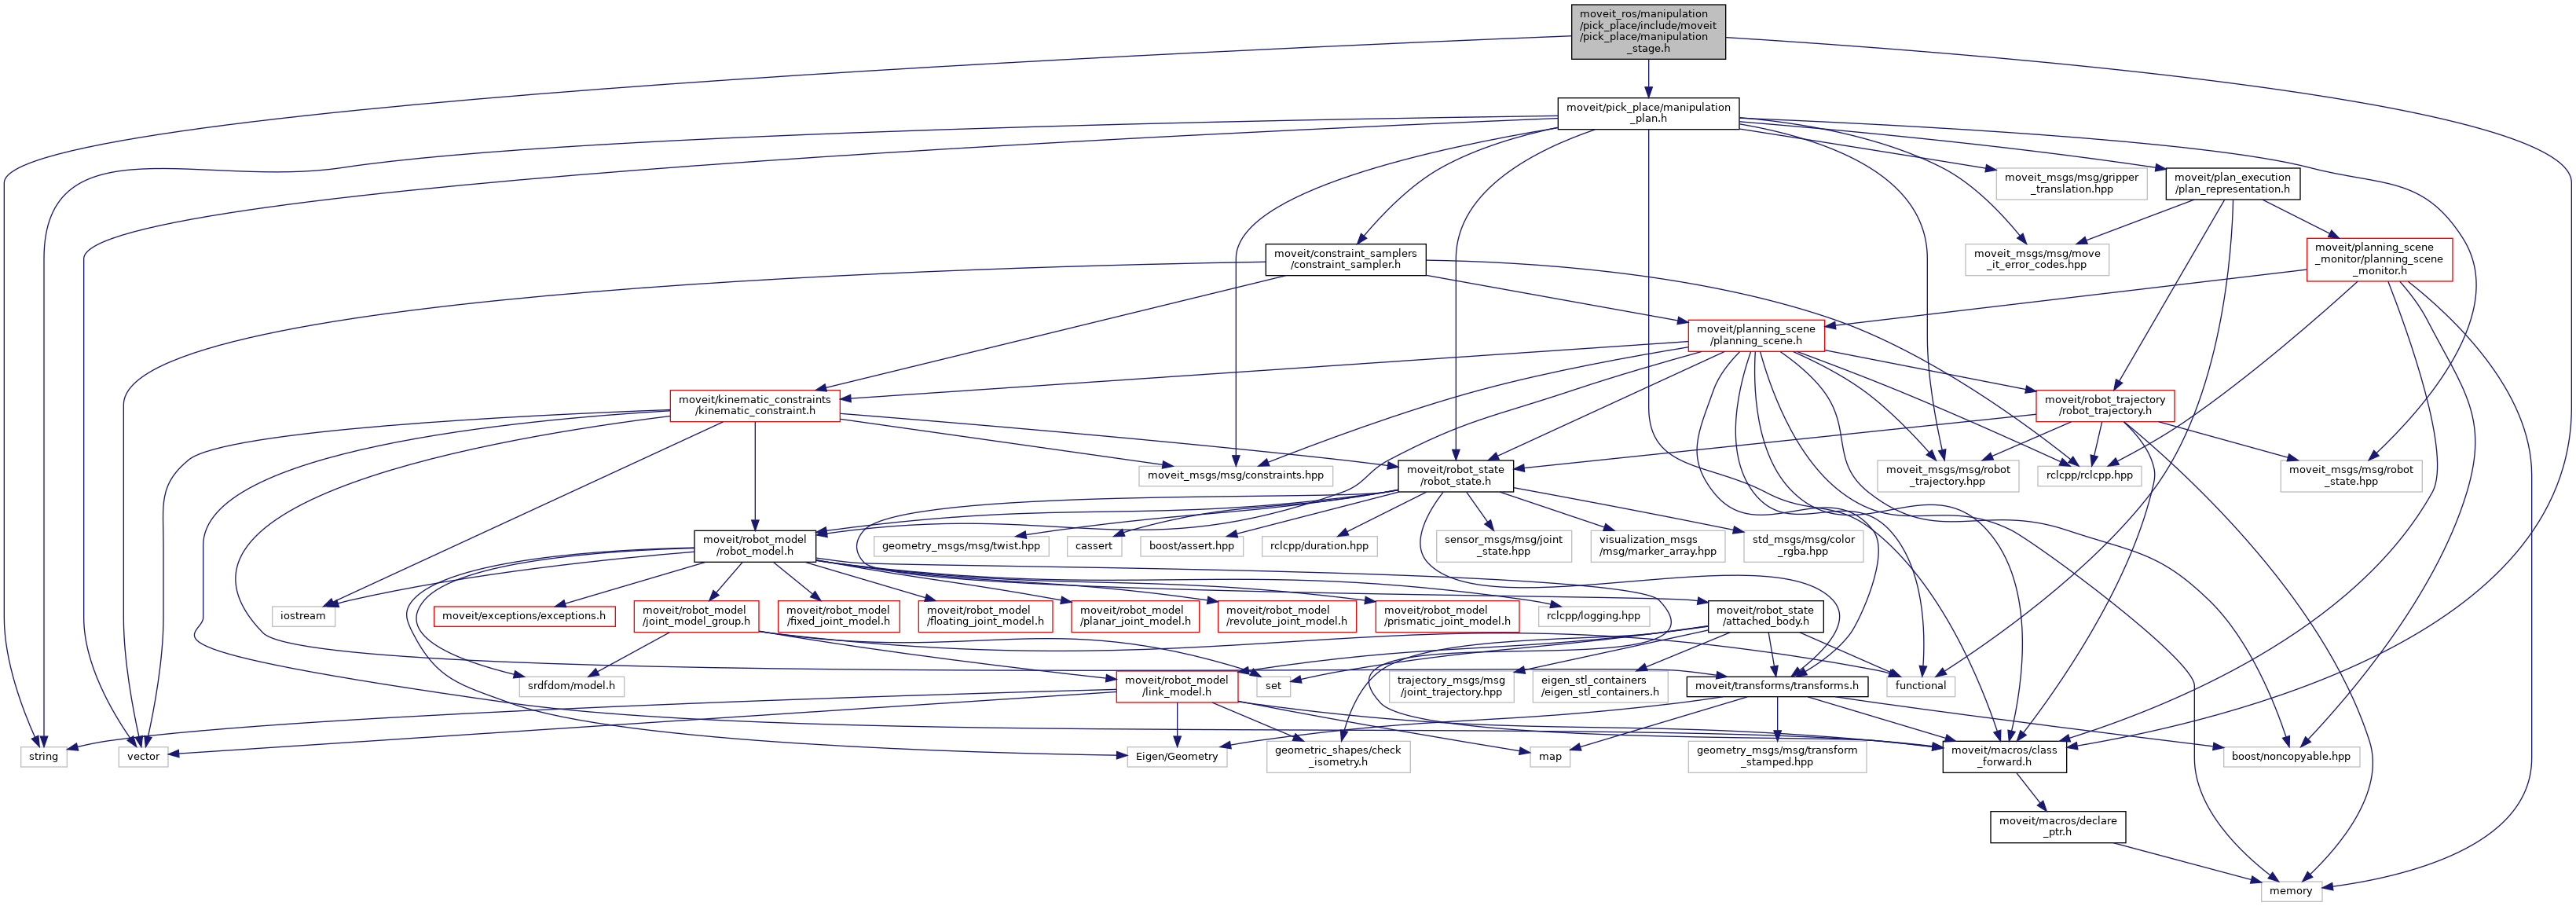 moveit_ros/manipulation
/pick_place/include/moveit
/pick_place/manipulation
_stage.h
moveit/pick_place/manipulation
_plan.h
moveit_msgs/msg/gripper
_translation.hpp
moveit/plan_execution
/plan_representation.h
moveit/constraint_samplers
/constraint_sampler.h
moveit_msgs/msg/move
_it_error_codes.hpp
moveit/planning_scene
_monitor/planning_scene
_monitor.h
moveit/planning_scene
/planning_scene.h
moveit/kinematic_constraints
/kinematic_constraint.h
moveit/robot_trajectory
/robot_trajectory.h
moveit_msgs/msg/constraints.hpp
moveit/robot_state
/robot_state.h
moveit_msgs/msg/robot
_trajectory.hpp
rclcpp/rclcpp.hpp
moveit_msgs/msg/robot
_state.hpp
moveit/robot_model
/robot_model.h
geometry_msgs/msg/twist.hpp
cassert
boost/assert.hpp
rclcpp/duration.hpp
sensor_msgs/msg/joint
_state.hpp
visualization_msgs
/msg/marker_array.hpp
std_msgs/msg/color
_rgba.hpp
iostream
moveit/exceptions/exceptions.h
moveit/robot_model
/joint_model_group.h
moveit/robot_model
/fixed_joint_model.h
moveit/robot_model
/floating_joint_model.h
moveit/robot_model
/planar_joint_model.h
moveit/robot_model
/revolute_joint_model.h
moveit/robot_model
/prismatic_joint_model.h
rclcpp/logging.hpp
moveit/robot_state
/attached_body.h
srdfdom/model.h
moveit/robot_model
/link_model.h
set
trajectory_msgs/msg
/joint_trajectory.hpp
eigen_stl_containers
/eigen_stl_containers.h
moveit/transforms/transforms.h
functional
string
vector
Eigen/Geometry
geometric_shapes/check
_isometry.h
map
geometry_msgs/msg/transform
_stamped.hpp
moveit/macros/class
_forward.h
boost/noncopyable.hpp
moveit/macros/declare
_ptr.h
memory